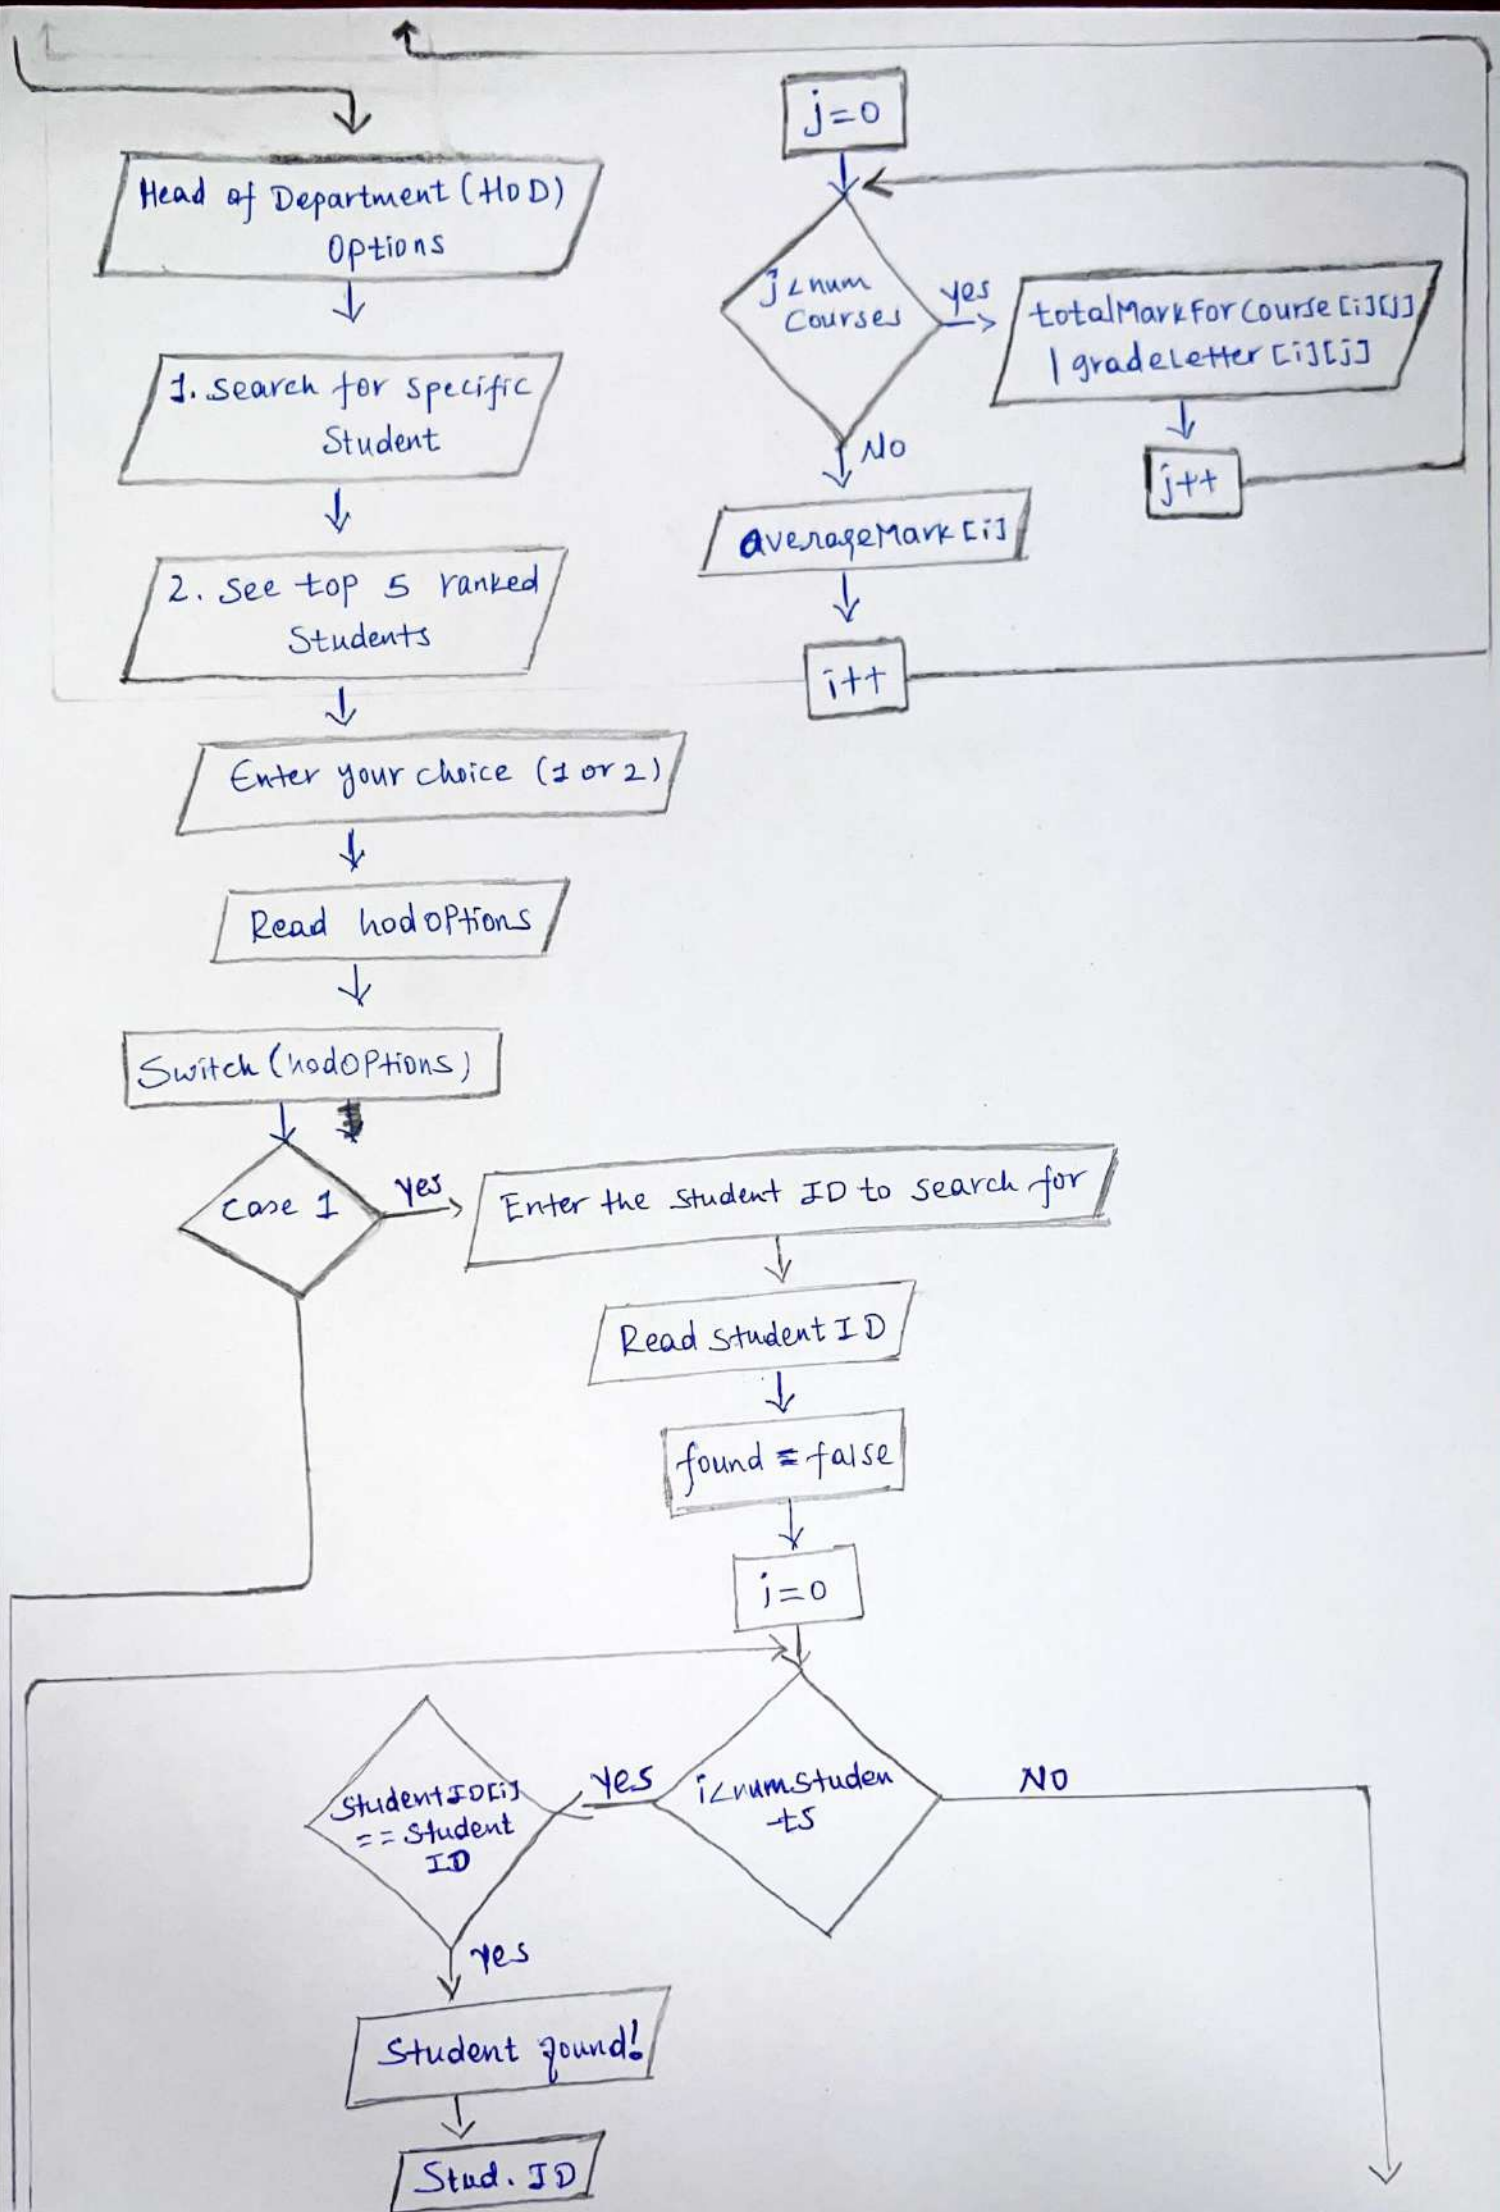 Head of Department (HOD)
Options
1. Search for specific
Student
2. See top 5 ranked
Students
Enter your choice (1 or 2)
Read hodoptions
Switch (hodoptions)
Case 1
yes
Enter the student ID to search for
Read student ID
found = false
j=0
i<numStuden
-ts
yes
NO
StudentID[i]
== Student
ID
yes
Student found!
Stud. ID
j=0
j<num
Courses
yes
totalMarkForCourse[i][j]
| gradeLetter[i][j]
j++
No
averageMark[i]
i++